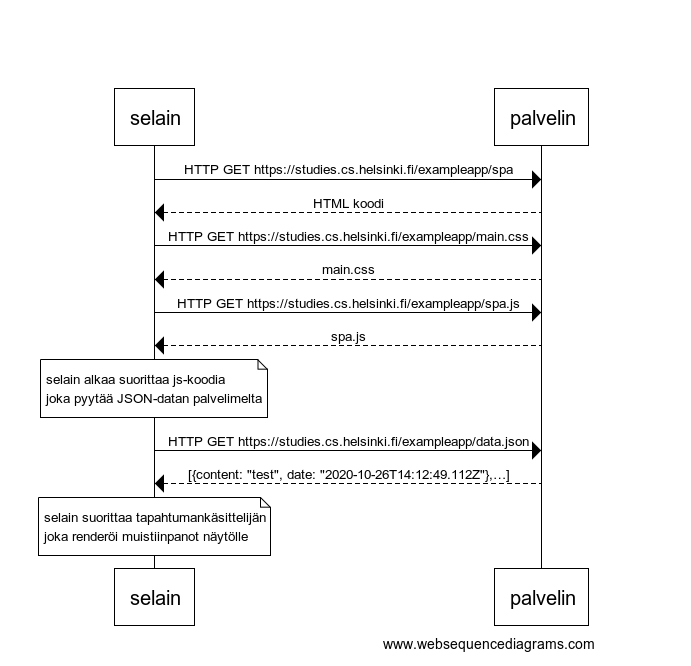 selain
palvelin
HTTP GET https://studies.cs.helsinki.fi/exampleapp/spa
HTML koodi
HTTP GET https://studies.cs.helsinki.fi/exampleapp/main.css
main.css
HTTP GET https://studies.cs.helsinki.fi/exampleapp/spa.js
spa.js
selain alkaa suorittaa js-koodia
joka pyytää JSON-datan palvelimelta
HTTP GET https://studies.cs.helsinki.fi/exampleapp/data.json
[{content: "test", date: "2020-10-26T14:12:49.112Z"},...]
selain suorittaa tapahtumankäsittelijän
joka renderöi muistiinpanot näytölle
selain
palvelin
www.websequencediagrams.com